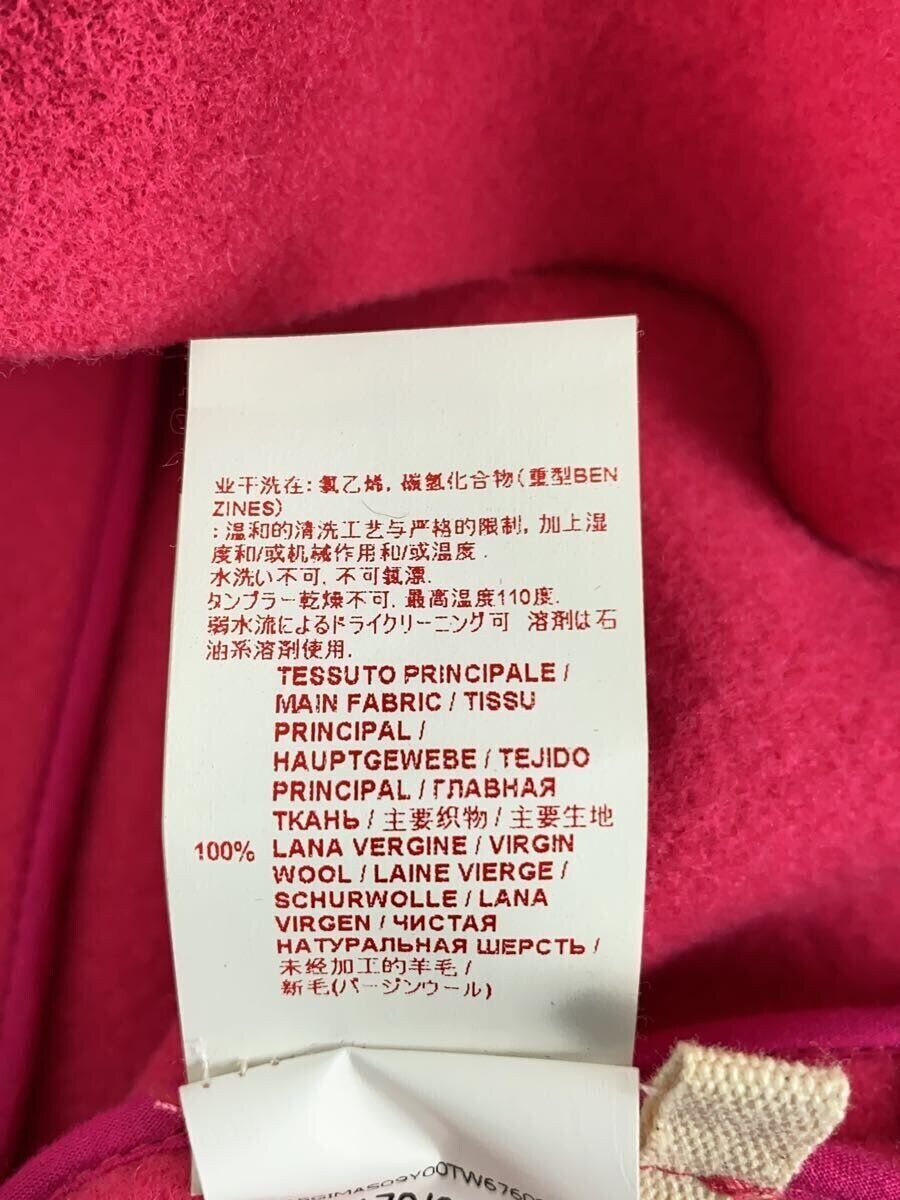 业干洗在: 氯乙烯, 碳氢化合物(重型BEN
ZINES)
: 温和的清洗工艺与严格的限制, 加上湿
度和/或机械作用和/或温度.
水洗い不可. 不可氯漂.
タンブラー乾燥不可. 最高温度110度.
弱水流によるドライクリーニング可 溶剤は石
油系溶剤使用.
TESSUTO PRINCIPALE /
MAIN FABRIC / TISSU
PRINCIPAL /
HAUPTGEWEBE / TEJIDO
PRINCIPAL / ГЛАВНАЯ
ТКАНЬ / 主要织物 / 主要生地
100% LANA VERGINE / VIRGIN
WOOL / LAINE VIERGE /
SCHURWOLLE / LANA
VIRGEN / ЧИСТАЯ
НАТУРАЛЬНАЯ ШЕРСТЬ /
未经加工的羊毛 /
新毛(バージンウール)